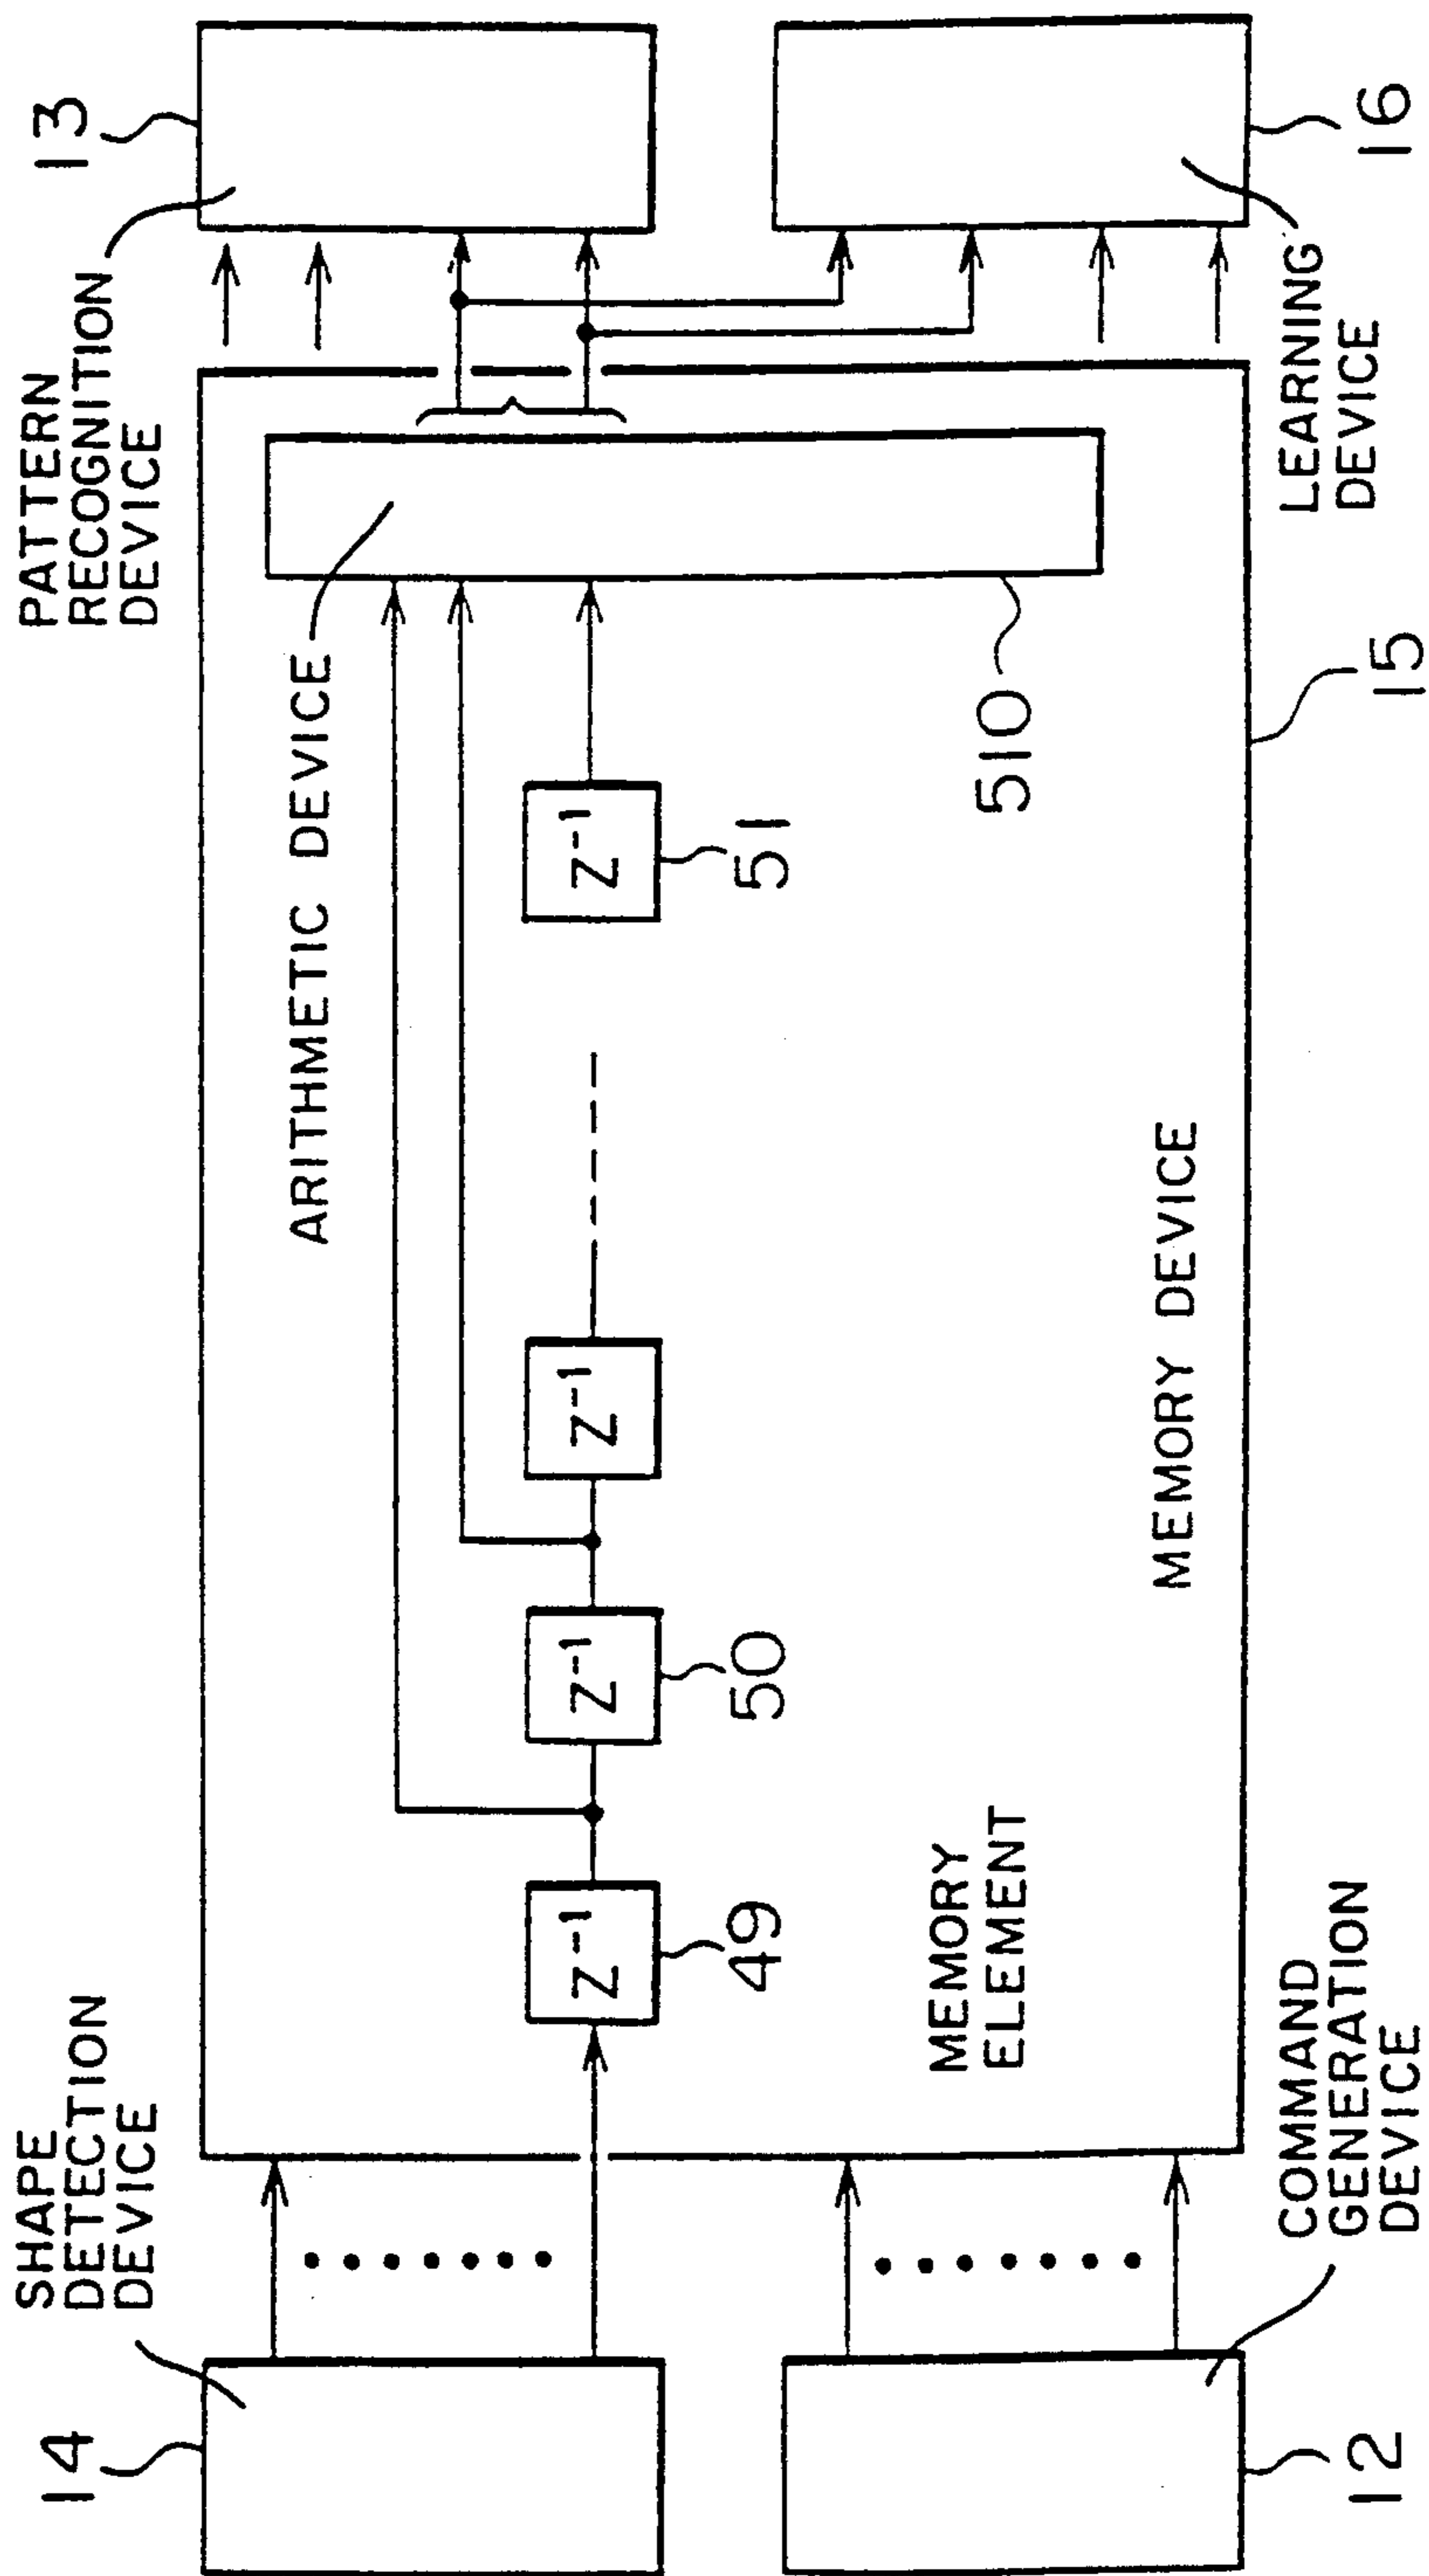 14
SHAPE
DETECTION
DEVICE
PATTERN
RECOGNITION
DEVICE
13
ARITHMETIC DEVICE
Z⁻¹
Z⁻¹
Z⁻¹
Z⁻¹
49
50
51
510
MEMORY
ELEMENT
MEMORY DEVICE
15
12
COMMAND
GENERATION
DEVICE
LEARNING
DEVICE
16